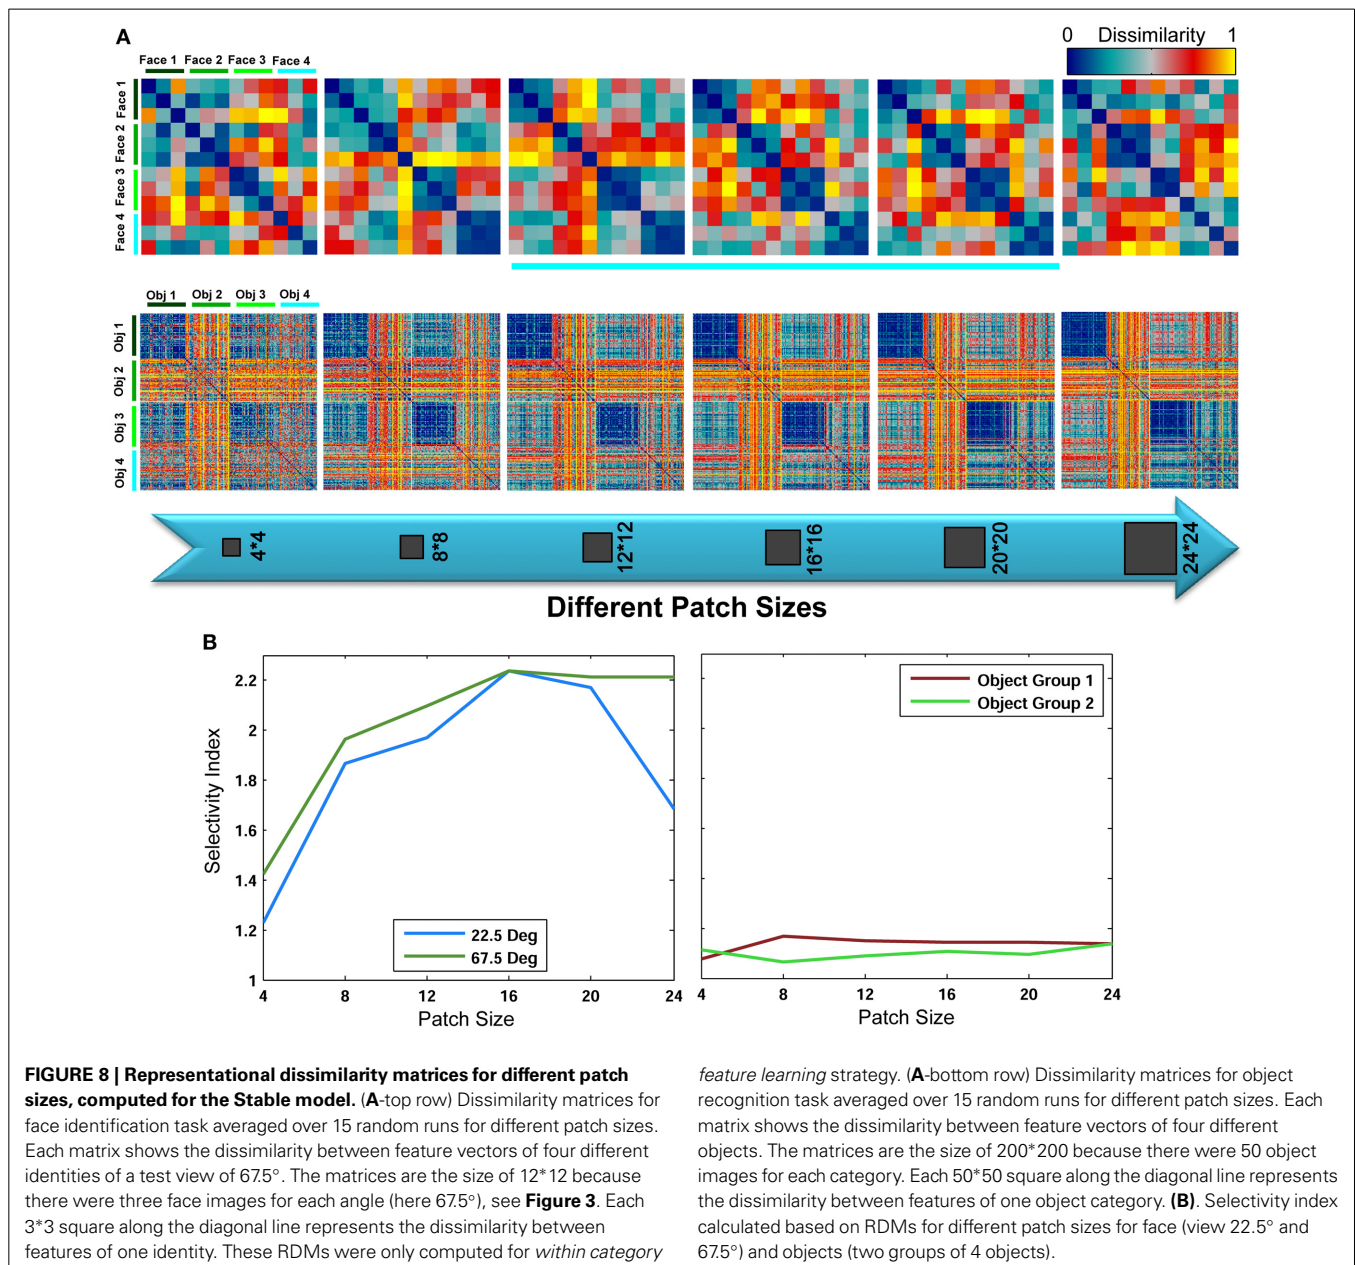 A
0 Dissimilarity 1
Face 1 Face 2 Face 3 Face 4
Face 1
Face 2
Face 3
Face 4
Obj 1 Obj 2 Obj 3 Obj 4
Obj 1
Obj 2
Obj 3
Obj 4
4*4
8*8
12*12
16*16
20*20
24*24
Different Patch Sizes
B
Selectivity Index
2.2
2
1.8
1.6
1.4
1.2
1
22.5 Deg
67.5 Deg
4 8 12 16 20 24
Patch Size
Object Group 1
Object Group 2
4 8 12 16 20 24
Patch Size
FIGURE 8 | Representational dissimilarity matrices for different patch
sizes, computed for the Stable model. (A-top row) Dissimilarity matrices for
face identification task averaged over 15 random runs for different patch sizes.
Each matrix shows the dissimilarity between feature vectors of four different
identities of a test view of 67.5°. The matrices are the size of 12*12 because
there were three face images for each angle (here 67.5°), see Figure 3. Each
3*3 square along the diagonal line represents the dissimilarity between
features of one identity. These RDMs were only computed for within category
feature learning strategy. (A-bottom row) Dissimilarity matrices for object
recognition task averaged over 15 random runs for different patch sizes. Each
matrix shows the dissimilarity between feature vectors of four different
objects. The matrices are the size of 200*200 because there were 50 object
images for each category. Each 50*50 square along the diagonal line represents
the dissimilarity between features of one object category. (B). Selectivity index
calculated based on RDMs for different patch sizes for face (view 22.5° and
67.5°) and objects (two groups of 4 objects).